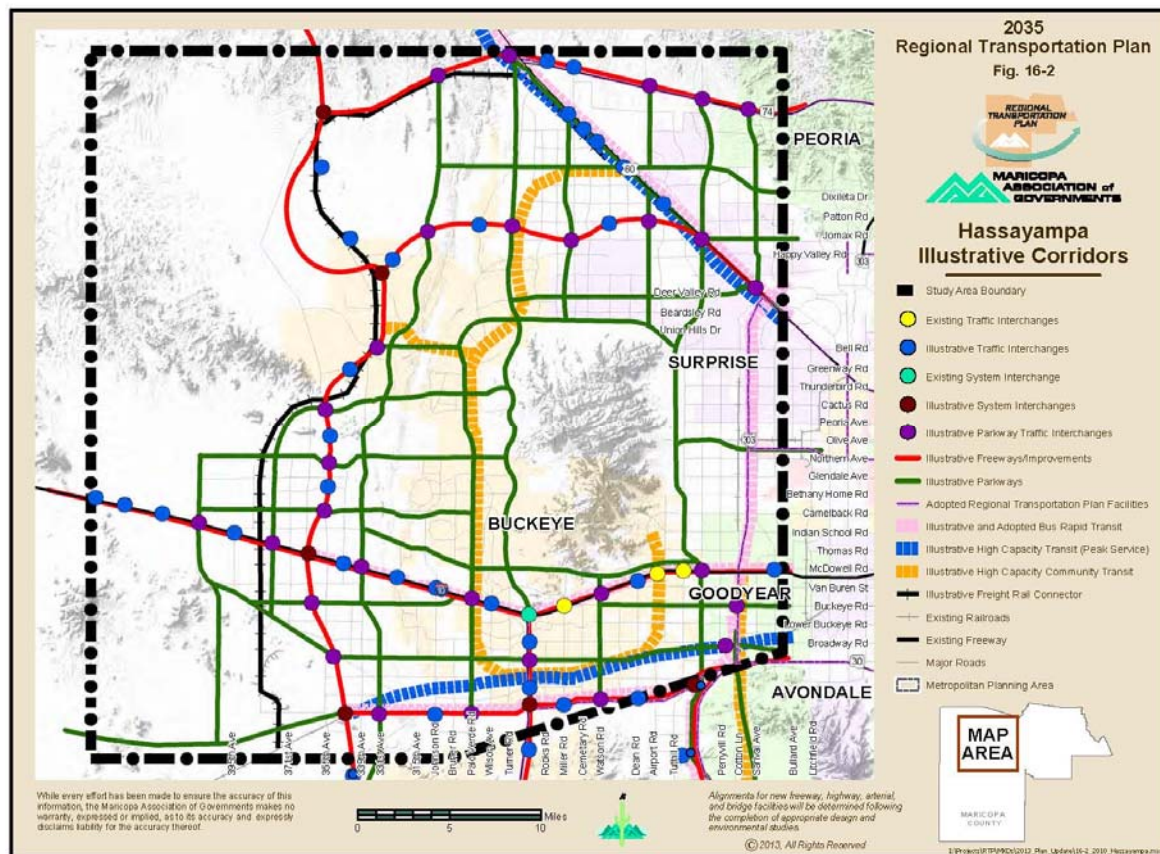 2035
Regional Transportation Plan
Fig. 16-2
REGIONAL
TRANSPORTATION
PLAN
MARICOPA
ASSOCIATION of
GOVERNMENTS
Hassayampa
Illustrative Corridors
Study Area Boundary
Existing Traffic Interchanges
Illustrative Traffic Interchanges
Existing System Interchange
Illustrative System Interchanges
Illustrative Parkway Traffic Interchanges
Illustrative Freeways/Improvements
Illustrative Parkways
Adopted Regional Transportation Plan Facilities
Illustrative and Adopted Bus Rapid Transit
Illustrative High Capacity Transit (Peak Service)
Illustrative High Capacity Community Transit
Illustrative Freight Rail Connector
Existing Railroads
Existing Freeway
Major Roads
Metropolitan Planning Area
MAP
AREA
MARICOPA
COUNTY
74
PEORIA
60
Dixileta Dr
Patton Rd
Jomax Rd
Happy Valley Rd
303
Deer Valley Rd
Beardsley Rd
Union Hills Dr
Bell Rd
SURPRISE
Greenway Rd
Thunderbird Rd
Cactus Rd
Peoria Ave
303
Olive Ave
Northern Ave
Glendale Ave
Bethany Home Rd
Camelback Rd
BUCKEYE
Indian School Rd
Thomas Rd
McDowell Rd
10
GOODYEAR
Van Buren St
Buckeye Rd
Lower Buckeye Rd
Broadway Rd
30
AVONDALE
395th Ave
371st Ave
355th Ave
339th Ave
331st Ave
315th Ave
Johnson Rd
Bruner Rd
Palo Verde Rd
Wilson Ave
Turner Rd
Rooks Rd
Miller Rd
Cemetary Rd
Watson Rd
Dean Rd
Airport Rd
Tuthill Rd
Perryvill Rd
Cotton Ln
Sarival Ave
Bullard Ave
Litchfield Rd
While every effort has been made to ensure the accuracy of this
information, the Maricopa Association of Governments makes no
warranty, expressed or implied, as to its accuracy and expressly
disclaims liability for the accuracy thereof.
0 5 10 Miles
Alignments for new freeway, highway, arterial,
and bridge facilities will be determined following
the completion of appropriate design and
environmental studies.
© 2013, All Rights Reserved